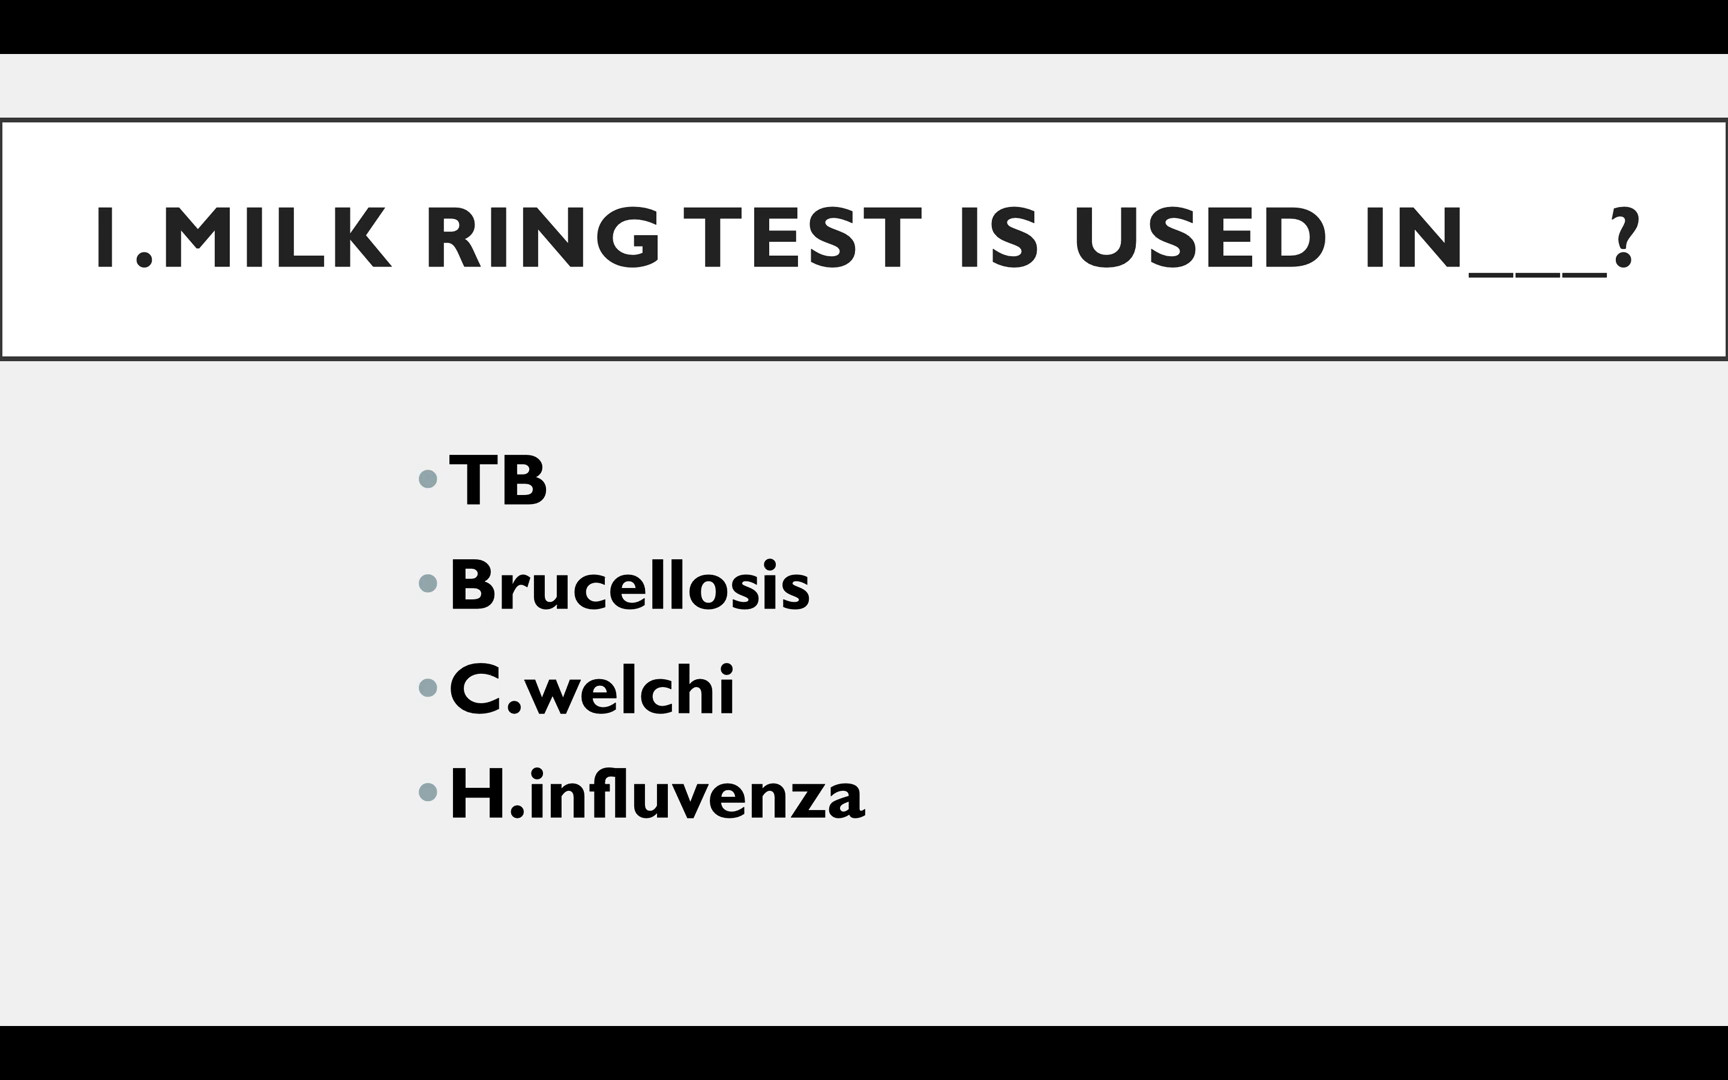 1.MILK RING TEST IS USED IN___?
• TB
• Brucellosis
• C.welchi
• H.influvenza